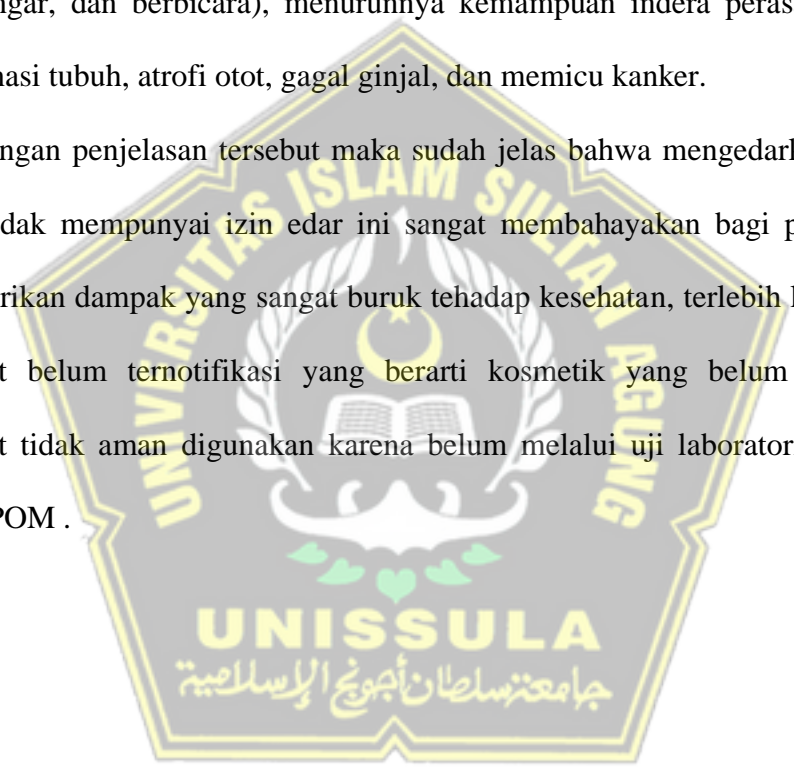 ngar, dan berbicara), menurunnya kemampuan indera peras
nasi tubuh, atrofi otot, gagal ginjal, dan memicu kanker.
ngan penjelasan tersebut maka sudah jelas bahwa mengedarl
dak mempunyai izin edar ini sangat membahayakan bagi p
rikan dampak yang sangat buruk tehadap kesehatan, terlebih l
t belum ternotifikasi yang berarti kosmetik yang belum
t tidak aman digunakan karena belum melalui uji laborator
POM .
UNIVERSITAS ISLAM SULTAN AGUNG
UNISSULA
جامعة سلطان أجونج الإسلامية